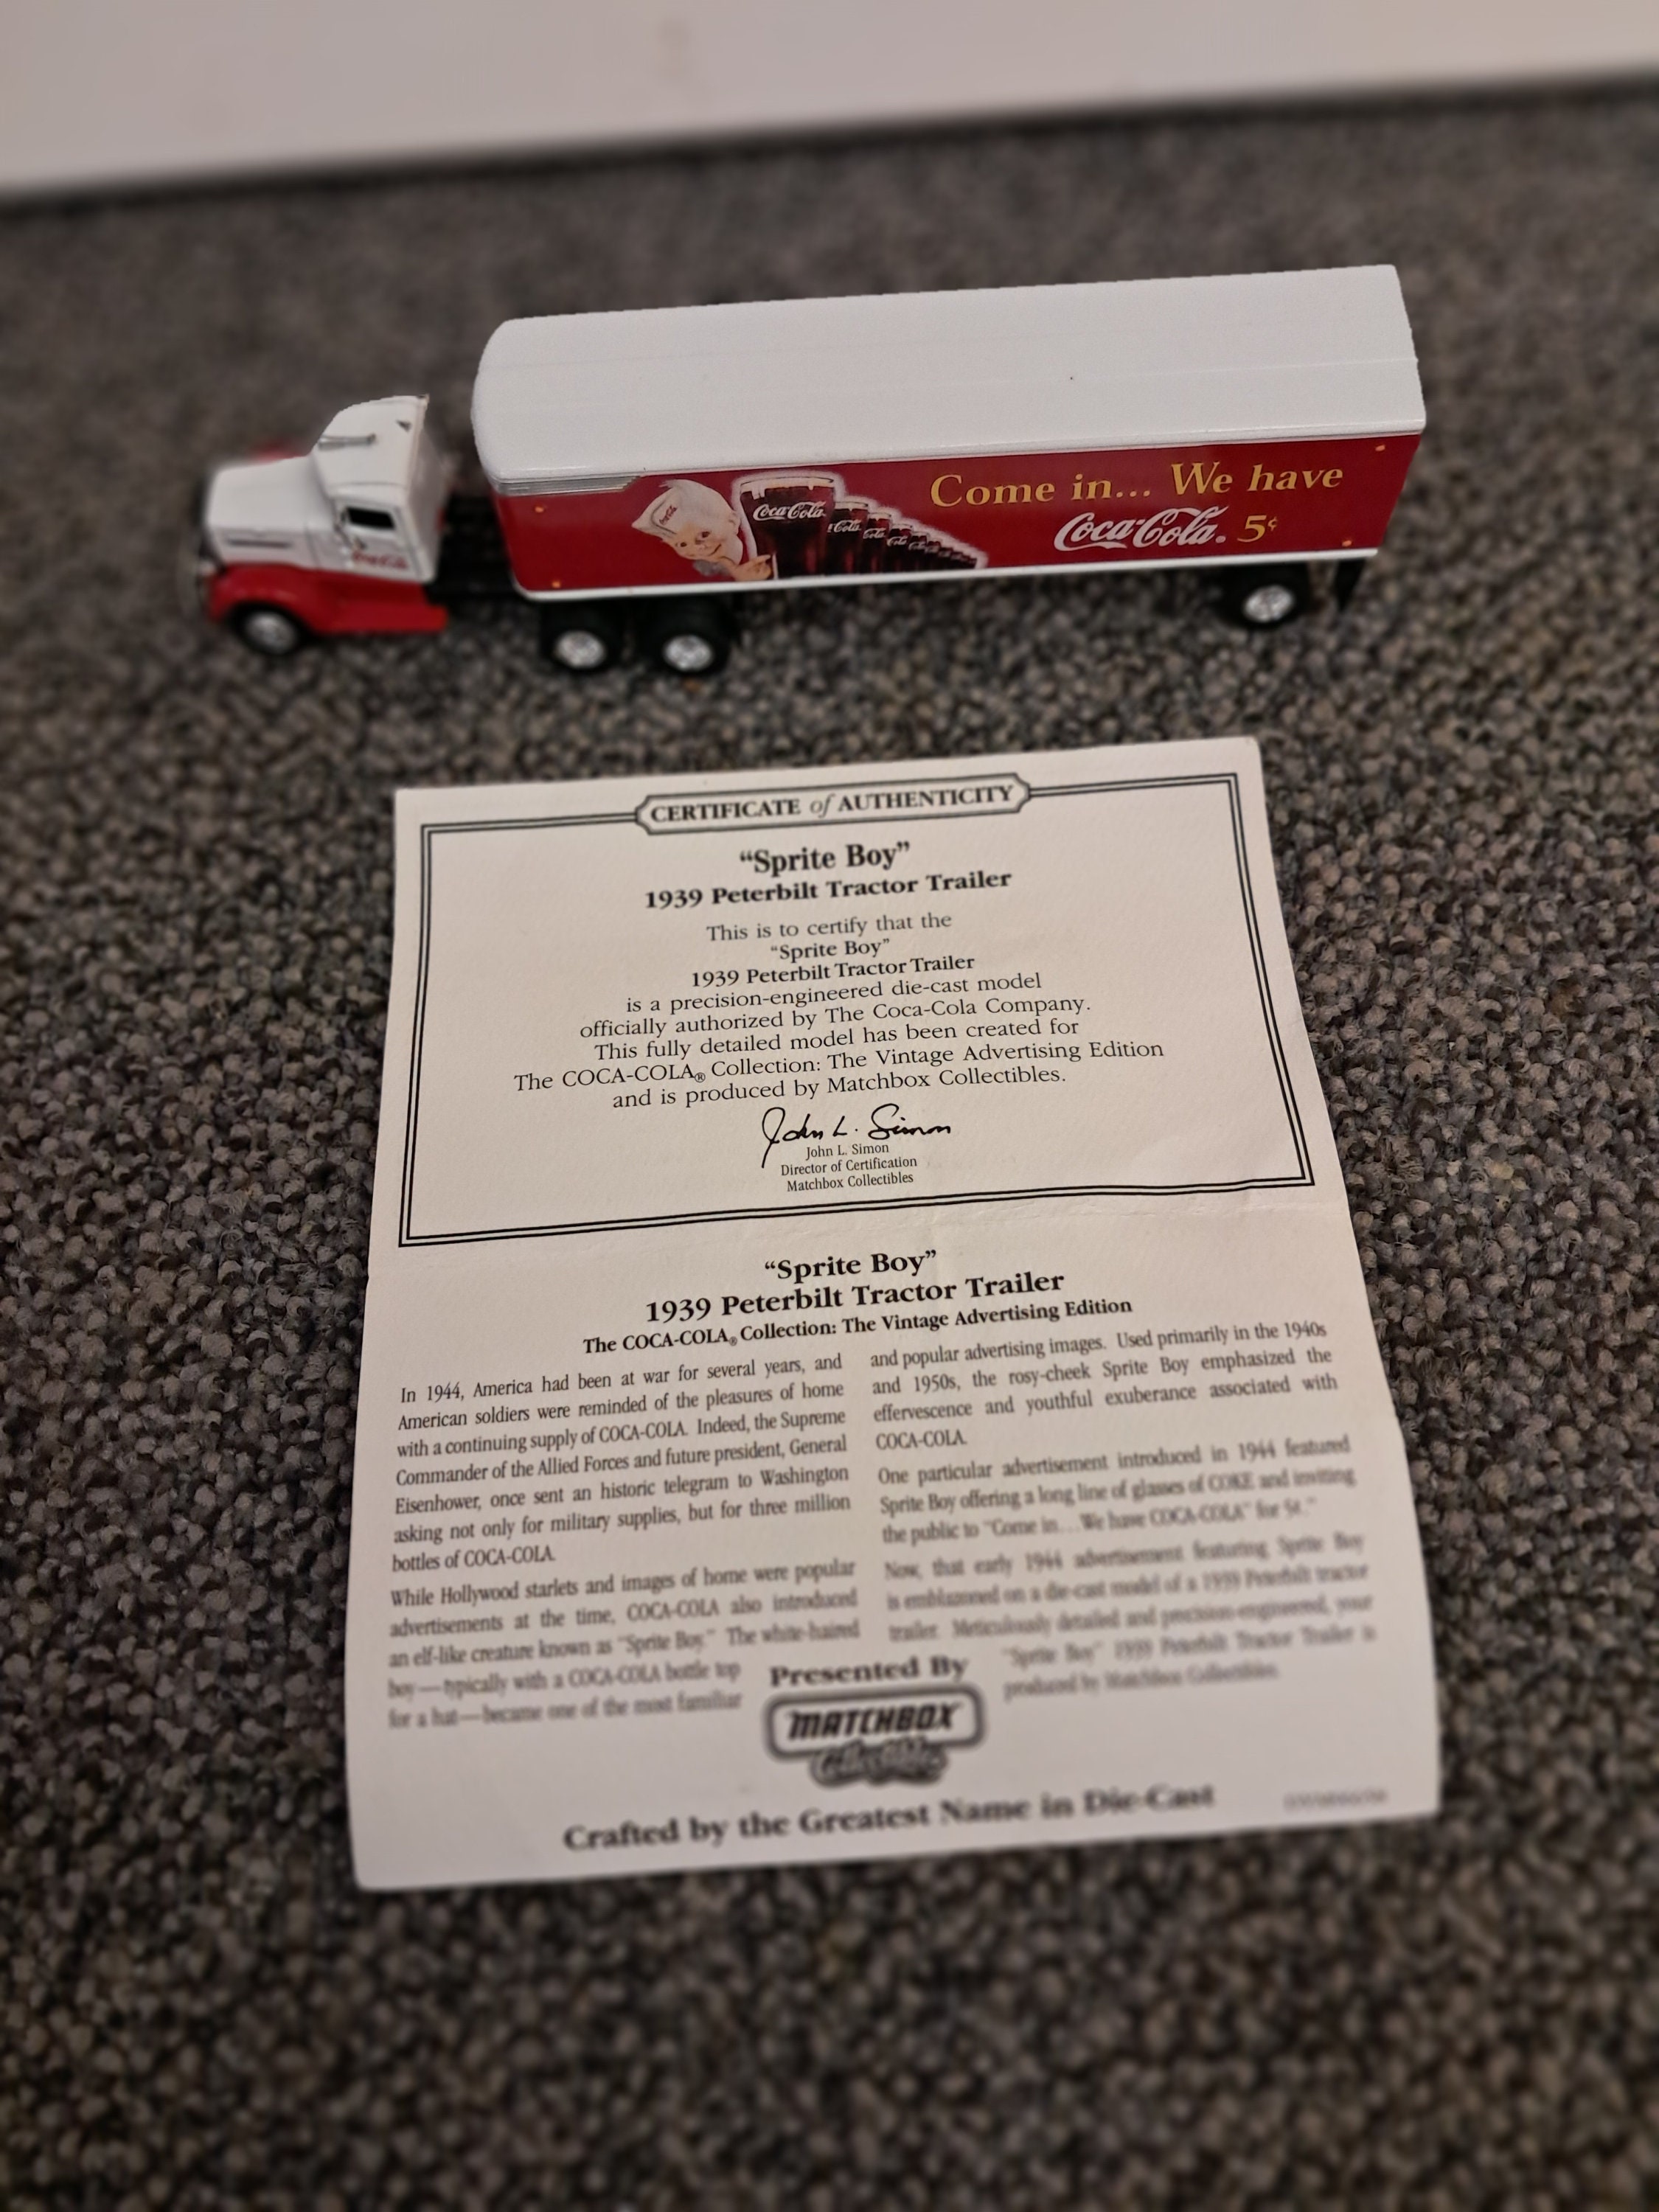 Come in... We have
Coca-Cola. 5¢
Coca-Cola
Coca-Cola
CERTIFICATE of AUTHENTICITY
“Sprite Boy”
1939 Peterbilt Tractor Trailer
This is to certify that the
“Sprite Boy”
1939 Peterbilt Tractor Trailer
is a precision-engineered die-cast model
officially authorized by The Coca-Cola Company.
This fully detailed model has been created for
The COCA-COLA® Collection: The Vintage Advertising Edition
and is produced by Matchbox Collectibles.
John L. Simon
John L. Simon
Director of Certification
Matchbox Collectibles
“Sprite Boy”
1939 Peterbilt Tractor Trailer
The COCA-COLA® Collection: The Vintage Advertising Edition
In 1944, America had been at war for several years, and
American soldiers were reminded of the pleasures of home
with a continuing supply of COCA-COLA. Indeed, the Supreme
Commander of the Allied Forces and future president, General
Eisenhower, once sent an historic telegram to Washington
asking not only for military supplies, but for three million
bottles of COCA-COLA.
While Hollywood starlets and images of home were popular
advertisements at the time, COCA-COLA also introduced
an elf-like creature known as “Sprite Boy.” The white-haired
boy—typically with a COCA-COLA bottle top
for a hat—became one of the most familiar
and popular advertising images. Used primarily in the 1940s
and 1950s, the rosy-cheek Sprite Boy emphasized the
effervescence and youthful exuberance associated with
COCA-COLA.
One particular advertisement introduced in 1944 featured
Sprite Boy offering a long line of glasses of COKE and inviting
the public to “Come in…We have COCA-COLA” for 5¢.”
Now, that early 1944 advertisement featuring Sprite Boy
is emblazoned on a die-cast model of a 1939 Peterbilt tractor
trailer. Meticulously detailed and precision-engineered, your
“Sprite Boy” 1939 Peterbilt Tractor Trailer is
produced by Matchbox Collectibles.
Presented By
MATCHBOX
Collectibles
Crafted by the Greatest Name in Die-Cast